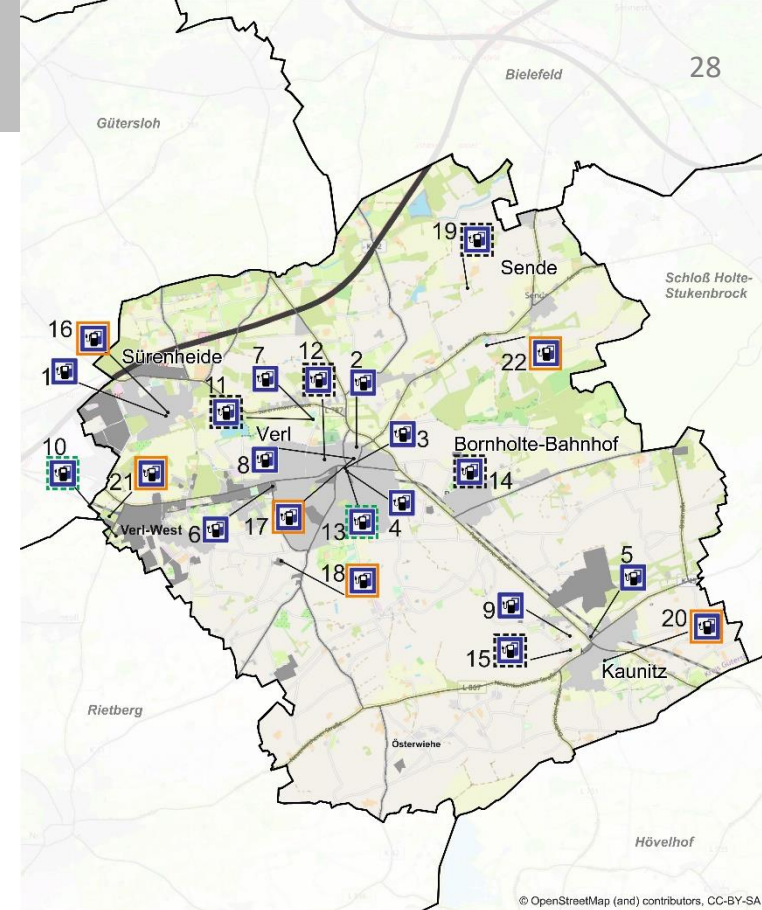 28
Bielefeld
Gütersloh
19
Sende
Schloß Holte-
Stukenbrock
16
Sürenheide
22
1
7
12
2
11
Verl
3
Bornholte-Bahnhof
8
10
21
14
Verl-West
6
17
13
4
18
5
9
20
15
Kaunitz
Rietberg
Österwiehe
Hövelhof
© OpenStreetMap (and) contributors, CC-BY-SA